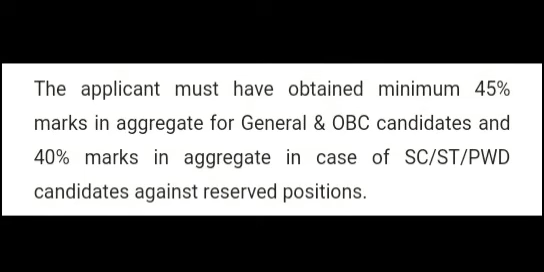 The applicant must have obtained minimum 45%
marks in aggregate for General & OBC candidates and
40% marks in aggregate in case of SC/ST/PWD
candidates against reserved positions.